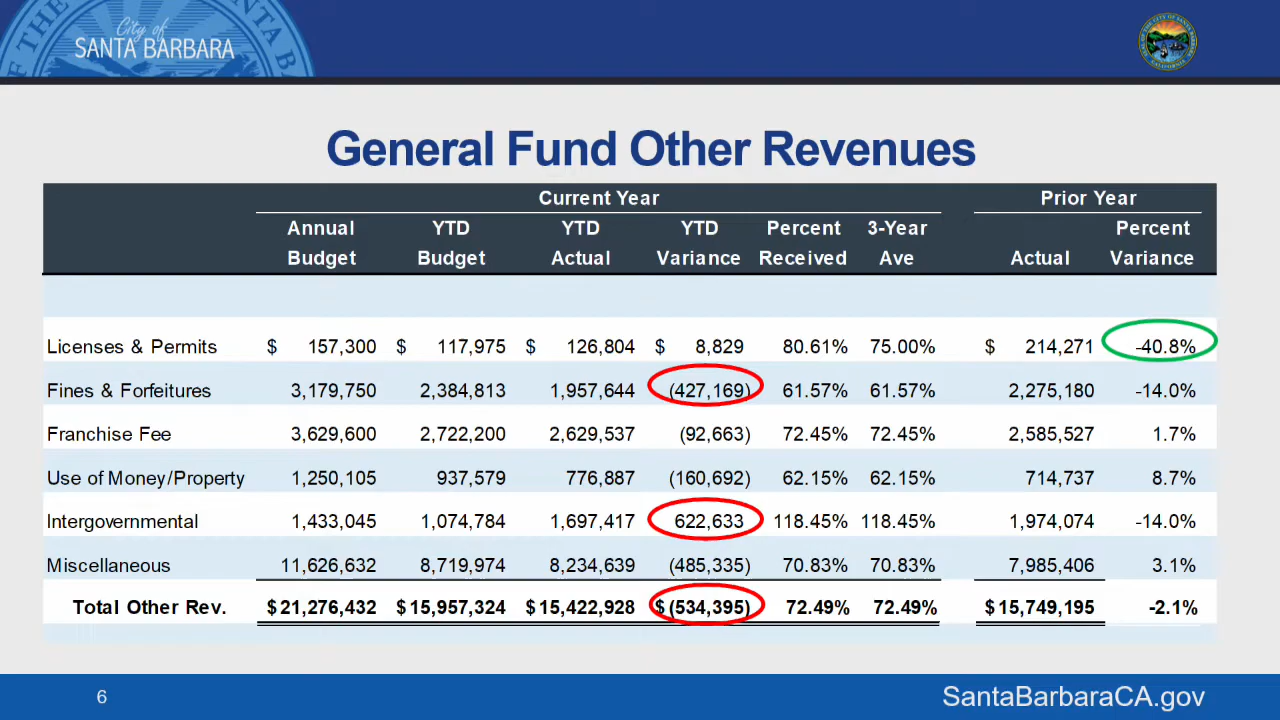 City of
SANTA BARBARA
General Fund Other Revenues
Current Year Prior Year
Annual YTD YTD YTD Percent 3-Year Percent
Budget Budget Actual Variance Received Ave Actual Variance
Licenses & Permits $ 157,300 $ 117,975 $ 126,804 $ 8,829 80.61% 75.00% $ 214,271 -40.8%
Fines & Forfeitures 3,179,750 2,384,813 1,957,644 (427,169) 61.57% 61.57% 2,275,180 -14.0%
Franchise Fee 3,629,600 2,722,200 2,629,537 (92,663) 72.45% 72.45% 2,585,527 1.7%
Use of Money/Property 1,250,105 937,579 776,887 (160,692) 62.15% 62.15% 714,737 8.7%
Intergovernmental 1,433,045 1,074,784 1,697,417 622,633 118.45% 118.45% 1,974,074 -14.0%
Miscellaneous 11,626,632 8,719,974 8,234,639 (485,335) 70.83% 70.83% 7,985,406 3.1%
Total Other Rev. $ 21,276,432 $ 15,957,324 $ 15,422,928 $ (534,395) 72.49% 72.49% $ 15,749,195 -2.1%
6
SantaBarbaraCA.gov